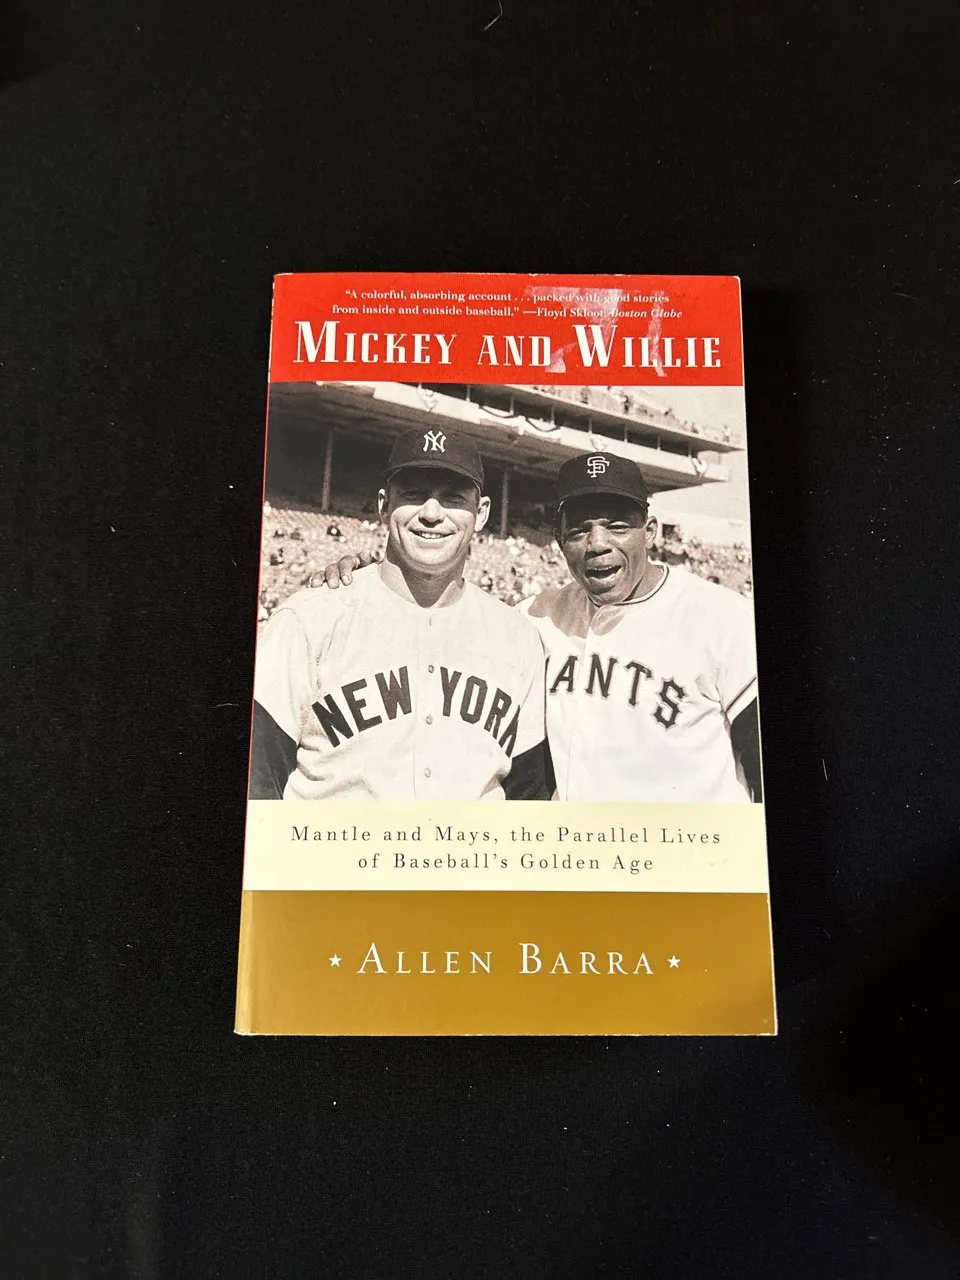 “A colorful, absorbing account . . . packed with good stories
from inside and outside baseball.” —Floyd Skloot, Boston Globe
MICKEY AND WILLIE
NY
SF
NEW YORK
ANTS
Mantle and Mays, the Parallel Lives
of Baseball’s Golden Age
★ ALLEN BARRA ★